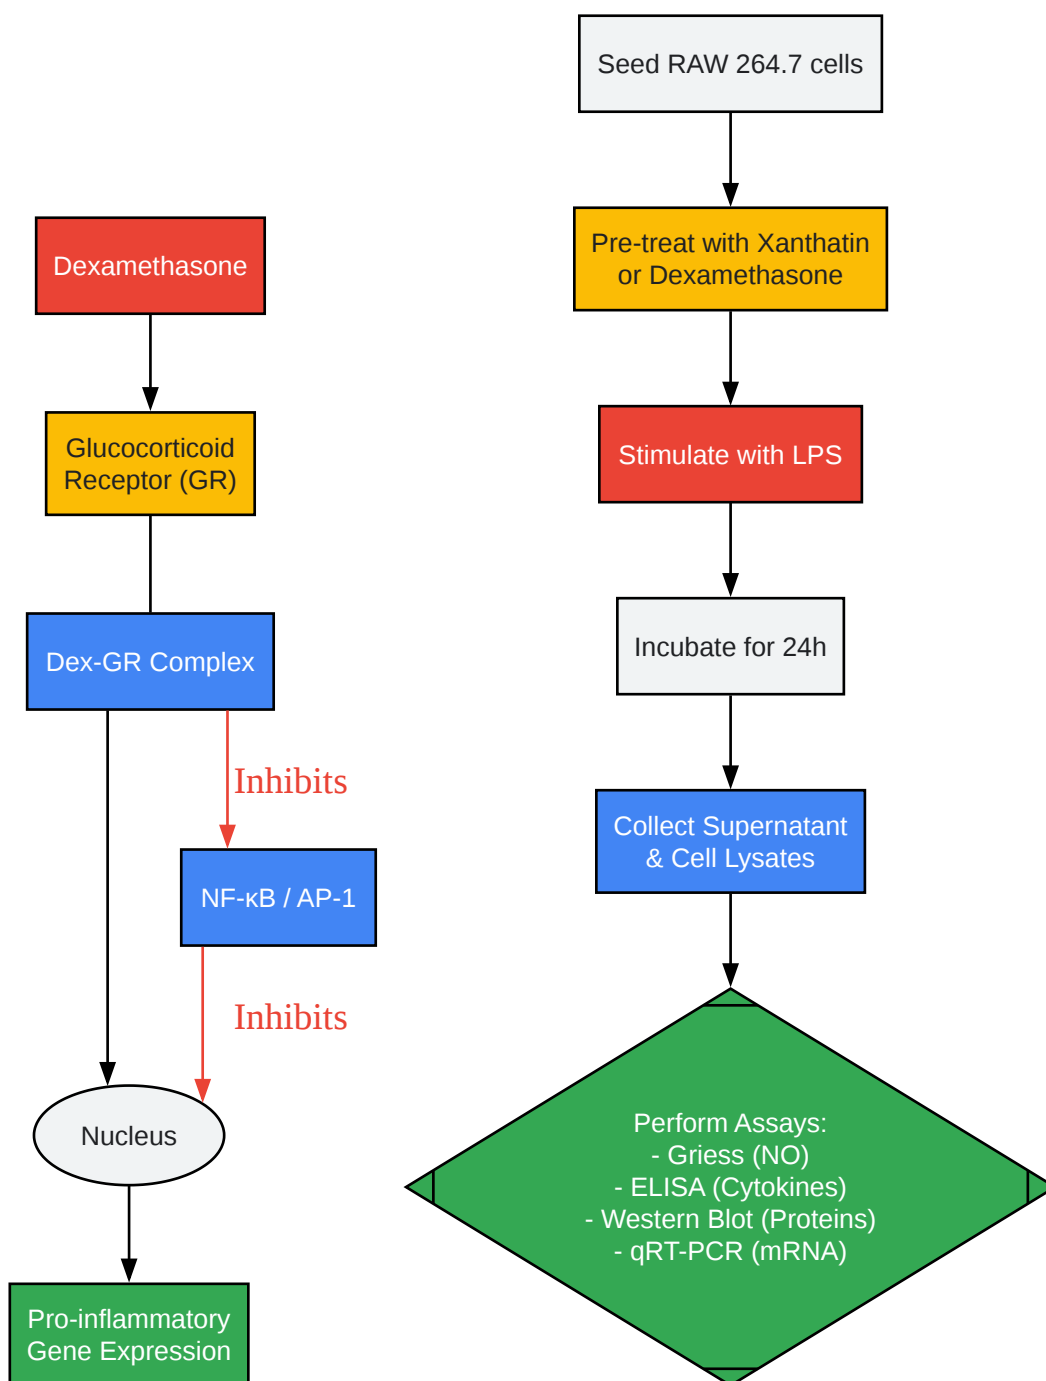 Dexamethasone
Glucocorticoid
Receptor (GR)
Dex-GR Complex
Inhibits
NF-κB / AP-1
Inhibits
Nucleus
Pro-inflammatory
Gene Expression
Seed RAW 264.7 cells
Pre-treat with Xanthatin
or Dexamethasone
Stimulate with LPS
Incubate for 24h
Collect Supernatant
& Cell Lysates
Perform Assays:
- Griess (NO)
- ELISA (Cytokines)
- Western Blot (Proteins)
- qRT-PCR (mRNA)